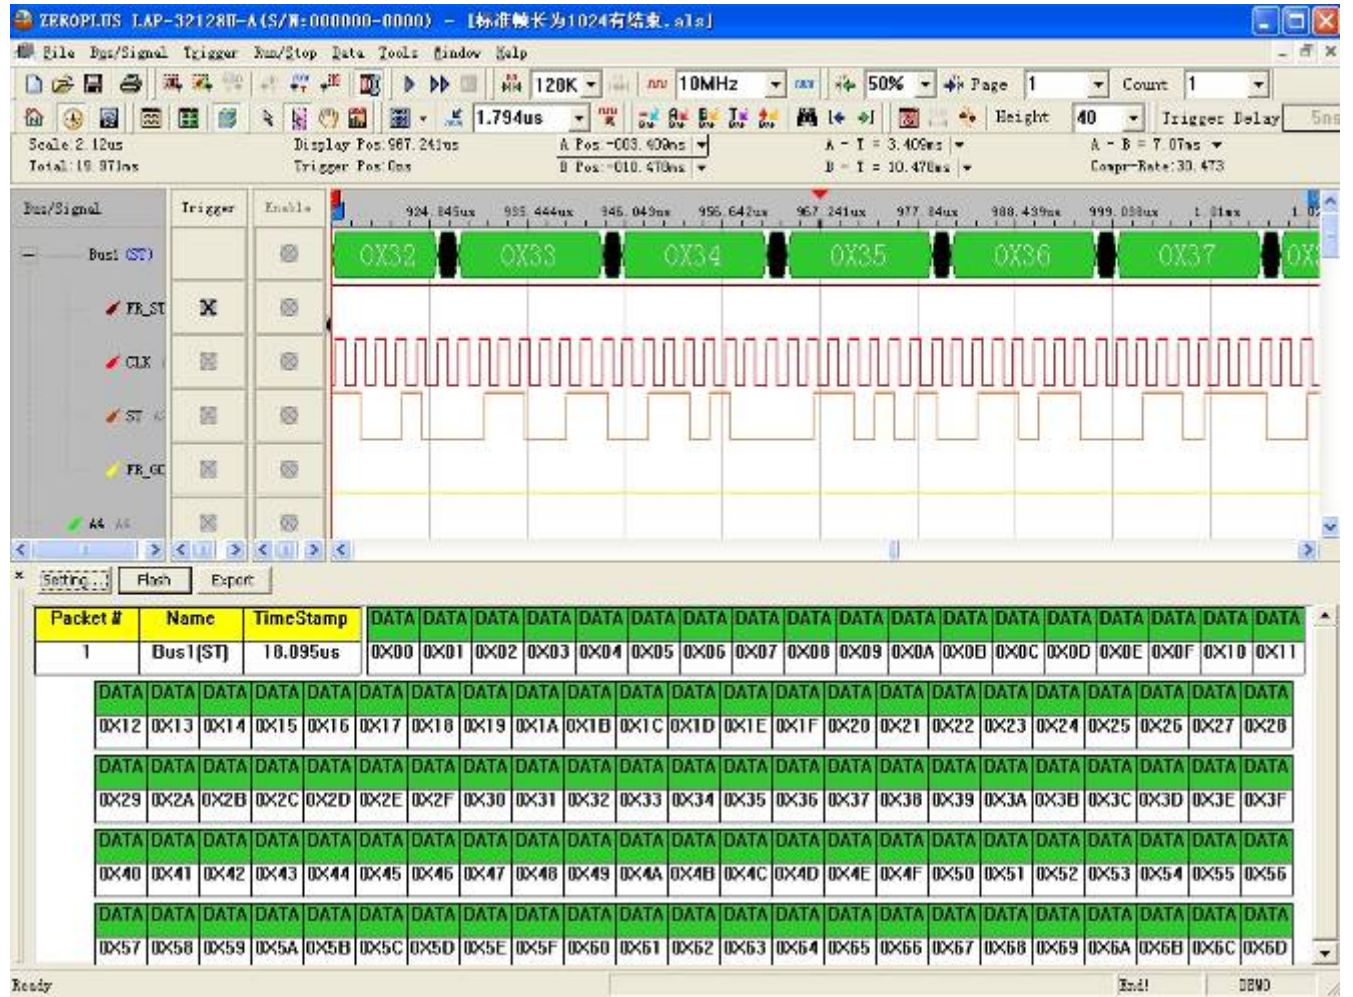 ZEROPLUS LAP-32128U-A(S/N:000000-0000) - [标准帧长为1024有结束.als]
File Bus/Signal Trigger Run/Stop Data Tools Window Help
128K 10MHz 50% Page 1 Count 1
1.794us Height 40 Trigger Delay 5ns
Scale:2.12us Display Pos:967.241us A Pos:-003.409ms A - T = 3.409ms A - B = 7.07ms
Total:19.971ms Trigger Pos:0ns B Pos:-010.478ms B - T = 10.478ms Compr-Rate:30.473
Bus/Signal Trigger Enable 924.845us 935.444us 946.043us 956.642us 967.241us 977.84us 988.439us 999.038us 1.01ms 1.02
Bus1 (ST) 0X32 0X33 0X34 0X35 0X36 0X37 0X
FR_ST
CLK
ST
FR_GC
A4 A4
Setting... Flash Export
Packet # Name TimeStamp DATA DATA DATA DATA DATA DATA DATA DATA DATA DATA DATA DATA DATA DATA DATA DATA DATA DATA
1 Bus1(ST) 18.095us 0X00 0X01 0X02 0X03 0X04 0X05 0X06 0X07 0X08 0X09 0X0A 0X0B 0X0C 0X0D 0X0E 0X0F 0X10 0X11
DATA DATA DATA DATA DATA DATA DATA DATA DATA DATA DATA DATA DATA DATA DATA DATA DATA DATA DATA DATA DATA DATA DATA
0X12 0X13 0X14 0X15 0X16 0X17 0X18 0X19 0X1A 0X1B 0X1C 0X1D 0X1E 0X1F 0X20 0X21 0X22 0X23 0X24 0X25 0X26 0X27 0X28
DATA DATA DATA DATA DATA DATA DATA DATA DATA DATA DATA DATA DATA DATA DATA DATA DATA DATA DATA DATA DATA DATA DATA
0X29 0X2A 0X2B 0X2C 0X2D 0X2E 0X2F 0X30 0X31 0X32 0X33 0X34 0X35 0X36 0X37 0X38 0X39 0X3A 0X3B 0X3C 0X3D 0X3E 0X3F
DATA DATA DATA DATA DATA DATA DATA DATA DATA DATA DATA DATA DATA DATA DATA DATA DATA DATA DATA DATA DATA DATA DATA
0X40 0X41 0X42 0X43 0X44 0X45 0X46 0X47 0X48 0X49 0X4A 0X4B 0X4C 0X4D 0X4E 0X4F 0X50 0X51 0X52 0X53 0X54 0X55 0X56
DATA DATA DATA DATA DATA DATA DATA DATA DATA DATA DATA DATA DATA DATA DATA DATA DATA DATA DATA DATA DATA DATA DATA
0X57 0X58 0X59 0X5A 0X5B 0X5C 0X5D 0X5E 0X5F 0X60 0X61 0X62 0X63 0X64 0X65 0X66 0X67 0X68 0X69 0X6A 0X6B 0X6C 0X6D
Ready End! DEMO